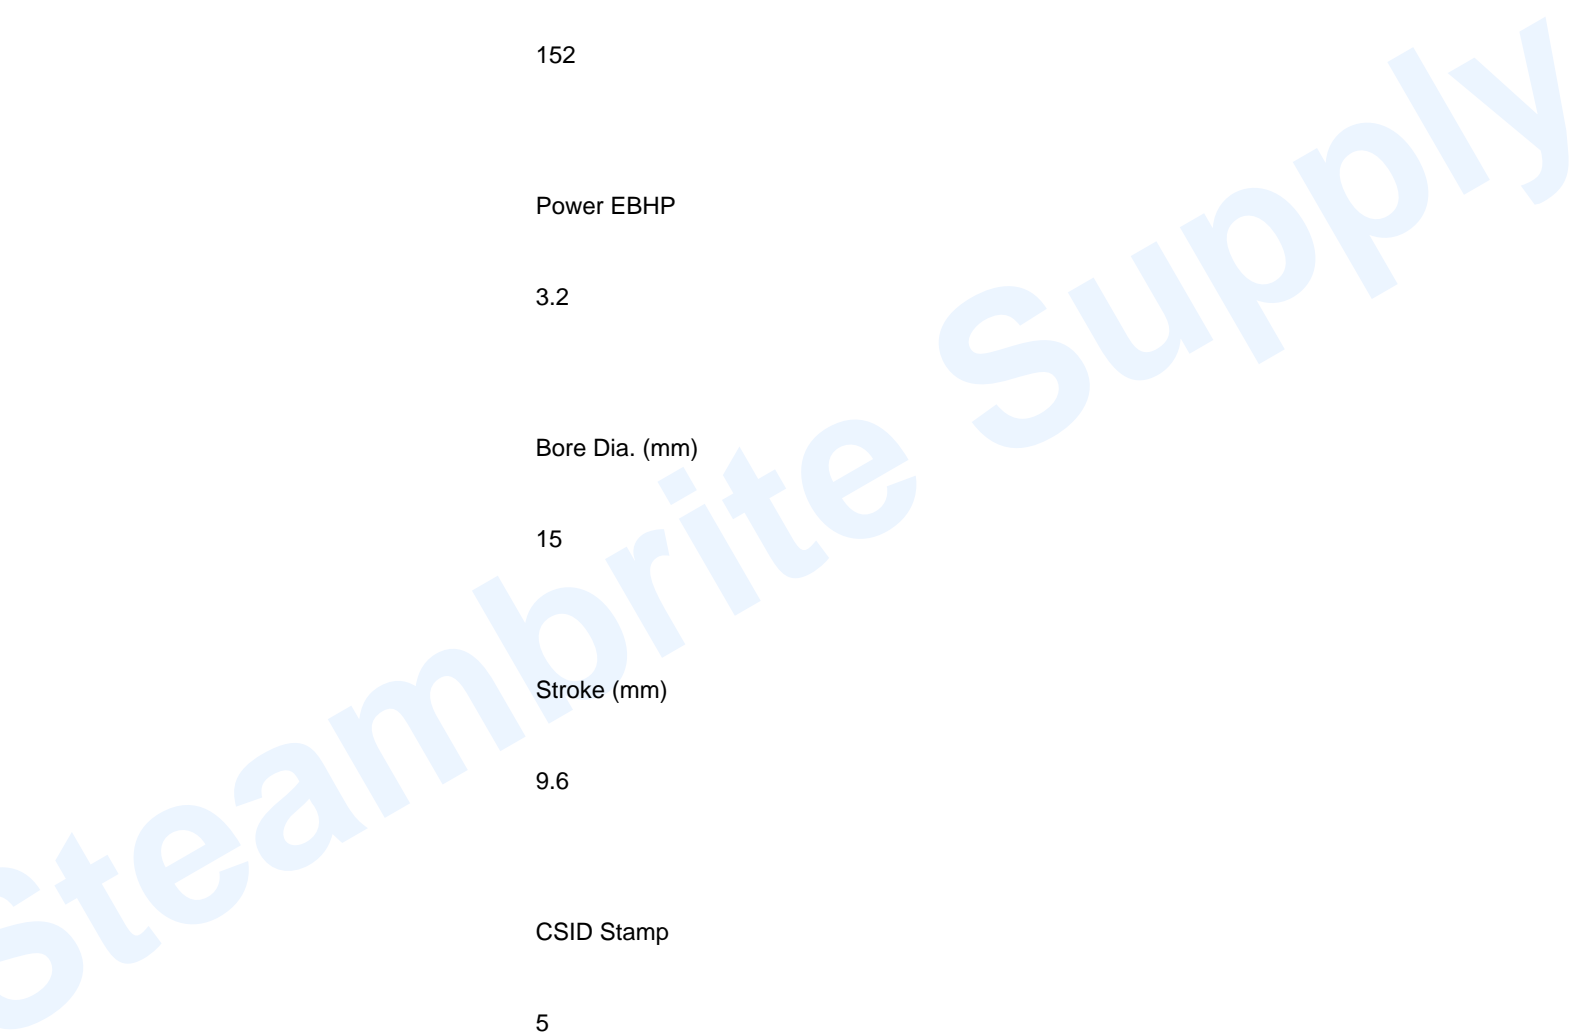 152
Power EBHP
3.2
Bore Dia. (mm)
15
Stroke (mm)
9.6
CSID Stamp
5
Steambrite Supply